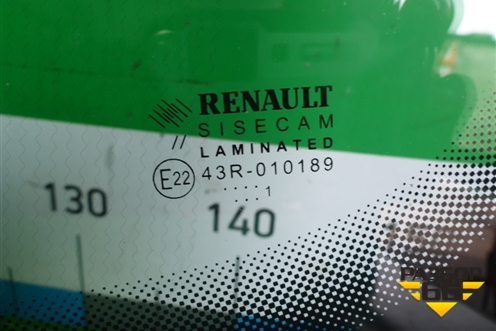 RENAULT
SISECAM
LAMINATED
E22 43R-010189
.... 1
130
140